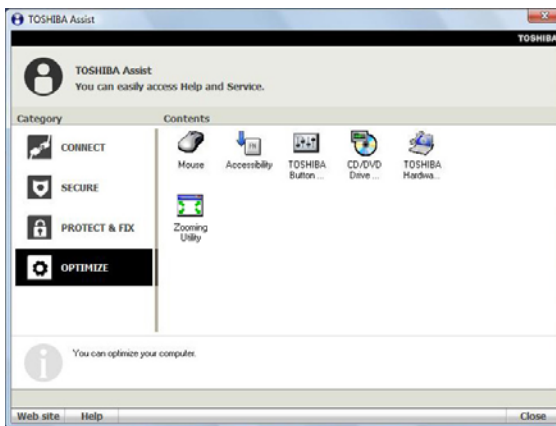 TOSHIBA Assist
TOSHIBA
TOSHIBA Assist
You can easily access Help and Service.
Category
Contents
CONNECT
SECURE
PROTECT & FIX
OPTIMIZE
Mouse
Accessibility
TOSHIBA
Button ...
CD/DVD
Drive ...
TOSHIBA
Hardwa...
Zooming
Utility
You can optimize your computer.
Web site
Help
Close